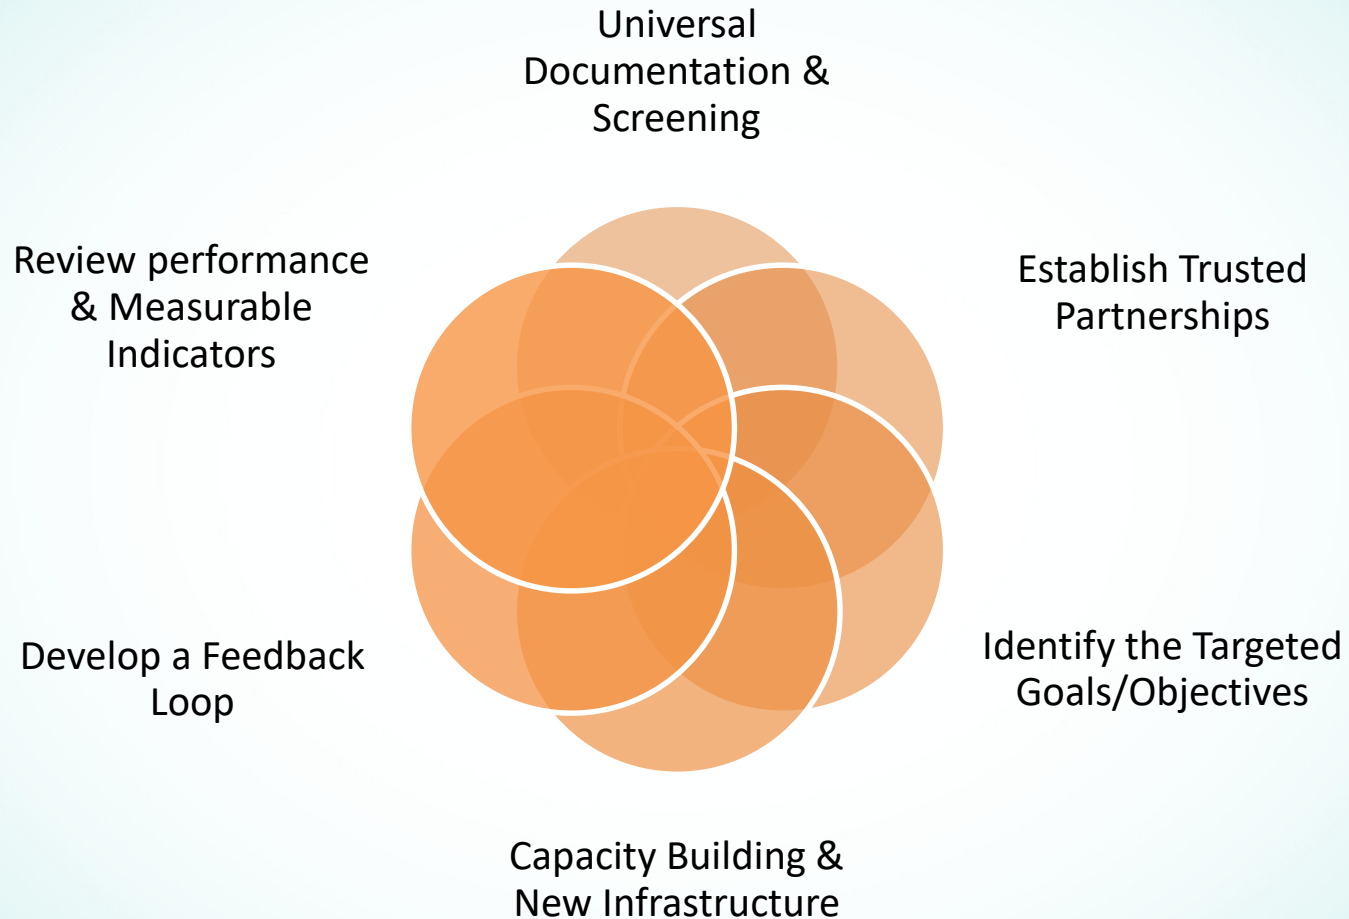 Universal
Documentation &
Screening
Establish Trusted
Partnerships
Identify the Targeted
Goals/Objectives
Capacity Building &
New Infrastructure
Develop a Feedback
Loop
Review performance
& Measurable
Indicators